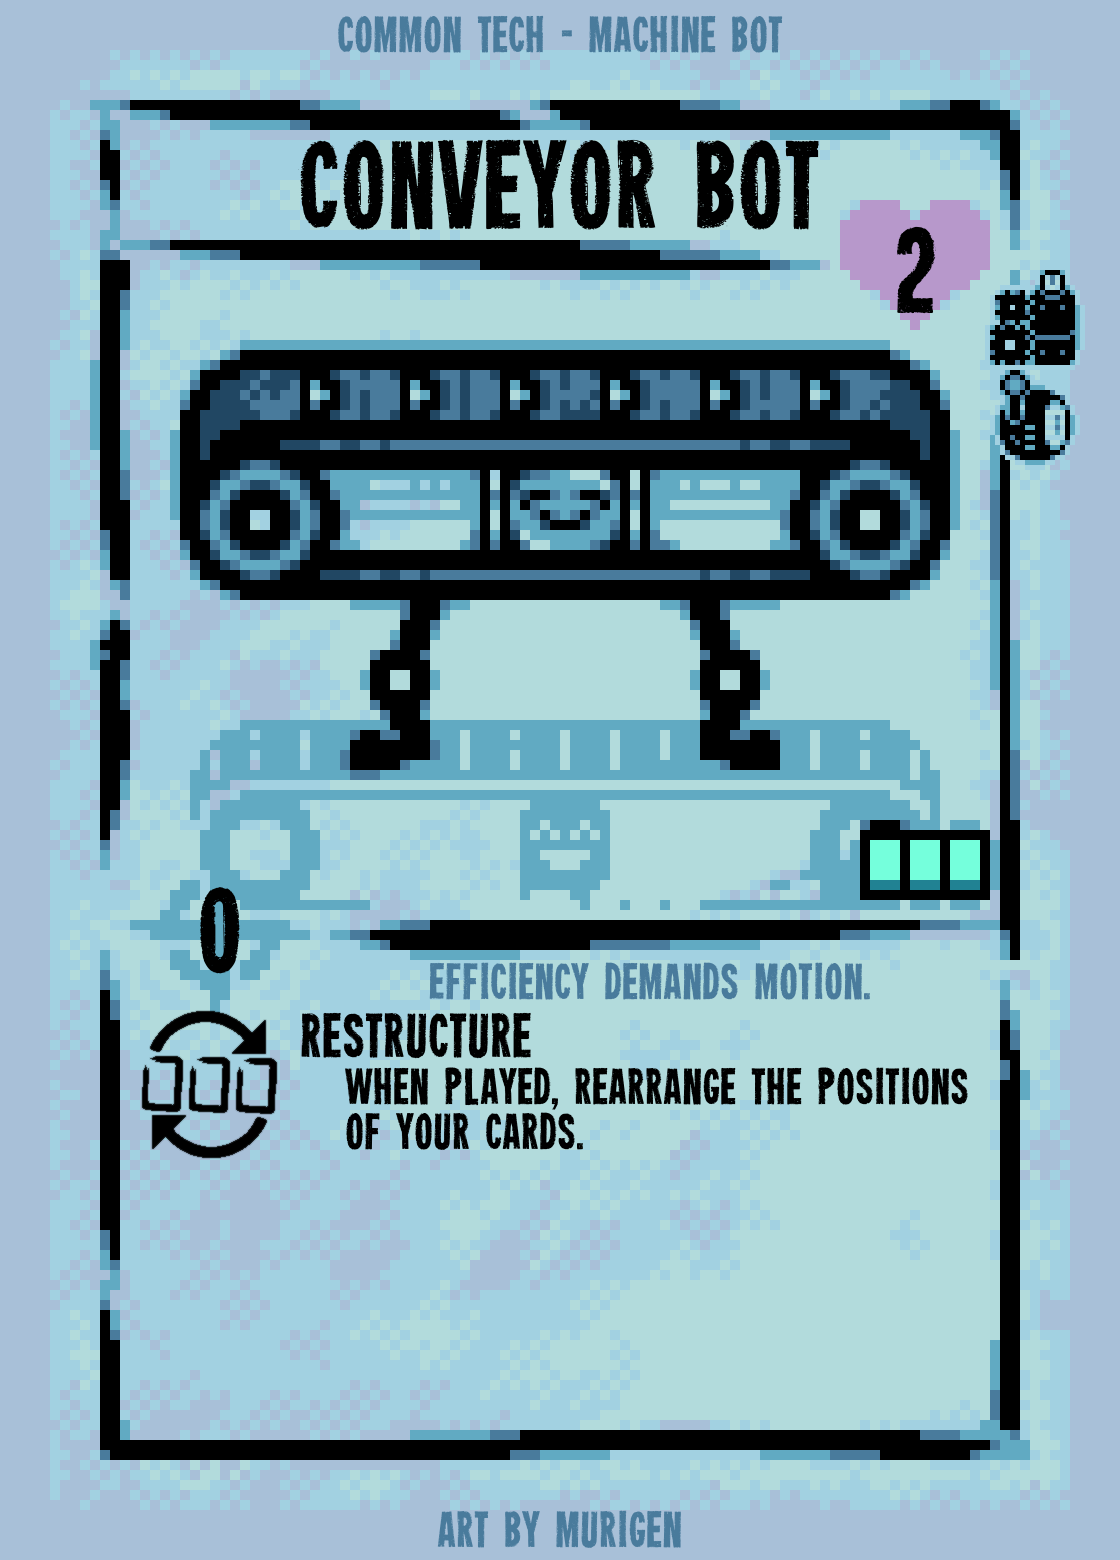 COMMON TECH - MACHINE BOT
CONVEYOR BOT
2
0
EFFICIENCY DEMANDS MOTION.
RESTRUCTURE
WHEN PLAYED, REARRANGE THE POSITIONS
OF YOUR CARDS.
ART BY MURIGEN